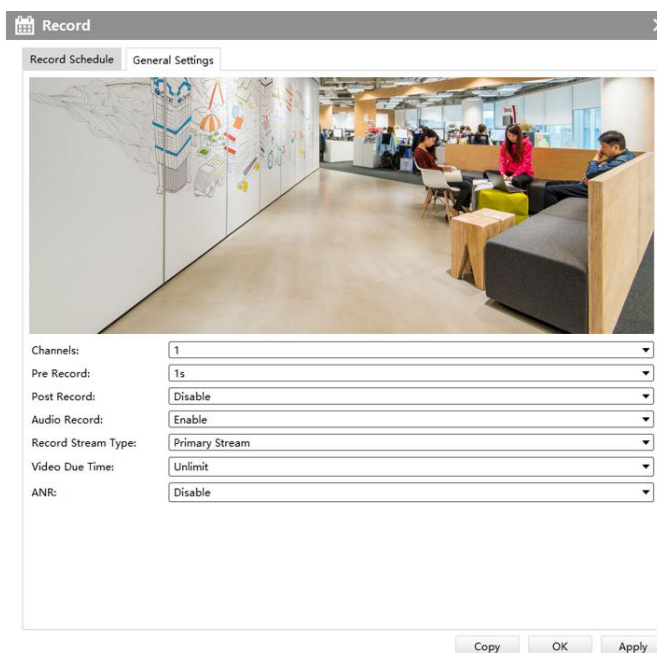 Record
Record Schedule General Settings
Channels: 1
Pre Record: 1s
Post Record: Disable
Audio Record: Enable
Record Stream Type: Primary Stream
Video Due Time: Unlimit
ANR: Disable
Copy OK Apply